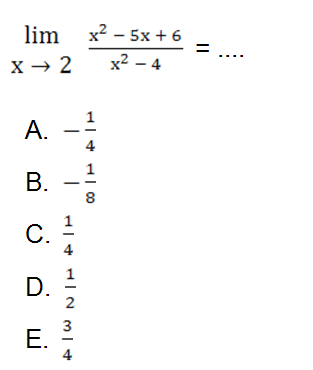 lim x² − 5x + 6
x → 2 x² − 4 = ....
A. − 1/4
B. − 1/8
C. 1/4
D. 1/2
E. 3/4